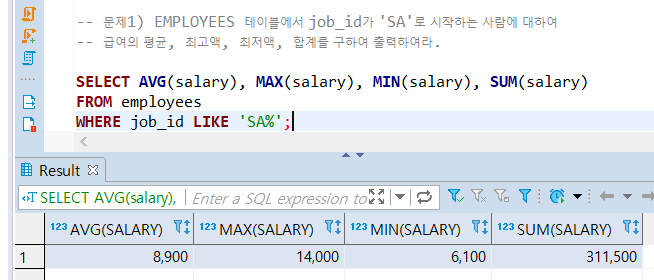 -- 문제1) EMPLOYEES 테이블에서 job_id가 'SA'로 시작하는 사람에 대하여
-- 급여의 평균, 최고액, 최저액, 합계를 구하여 출력하여라.
SELECT AVG(salary), MAX(salary), MIN(salary), SUM(salary)
FROM employees
WHERE job_id LIKE 'SA%';
Result
SELECT AVG(salary), Enter a SQL expression to
123 AVG(SALARY) 123 MAX(SALARY) 123 MIN(SALARY) 123 SUM(SALARY)
1 8,900 14,000 6,100 311,500